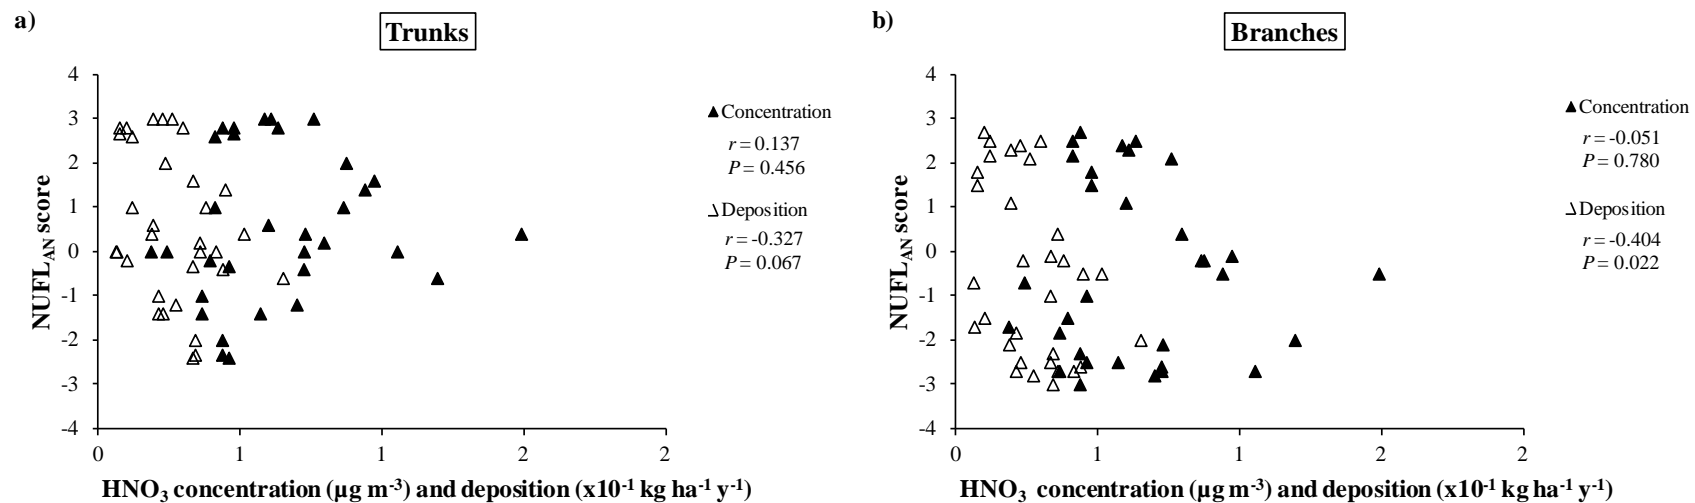 a)
Trunks
4
3
2
1
0
-1
-2
-3
-4
NUFL_AN score
0
1
1
2
2
HNO₃ concentration (µg m⁻³) and deposition (x10⁻¹ kg ha⁻¹ y⁻¹)
▲Concentration
r = 0.137
P = 0.456
△Deposition
r = -0.327
P = 0.067
b)
Branches
4
3
2
1
0
-1
-2
-3
-4
NUFL_AN score
0
1
1
2
2
HNO₃ concentration (µg m⁻³) and deposition (x10⁻¹ kg ha⁻¹ y⁻¹)
▲Concentration
r = -0.051
P = 0.780
△Deposition
r = -0.404
P = 0.022